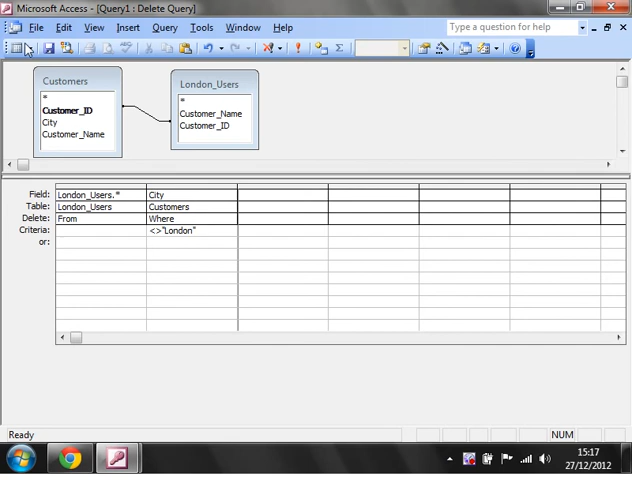 Microsoft Access - [Query1 : Delete Query]
File Edit View Insert Query Tools Window Help
Type a question for help
Customers
*
Customer_ID
City
Customer_Name
London_Users
*
Customer_Name
Customer_ID
Field: London_Users.* City
Table: London_Users Customers
Delete: From Where
Criteria: <>"London"
or:
Ready
NUM
15:17
27/12/2012